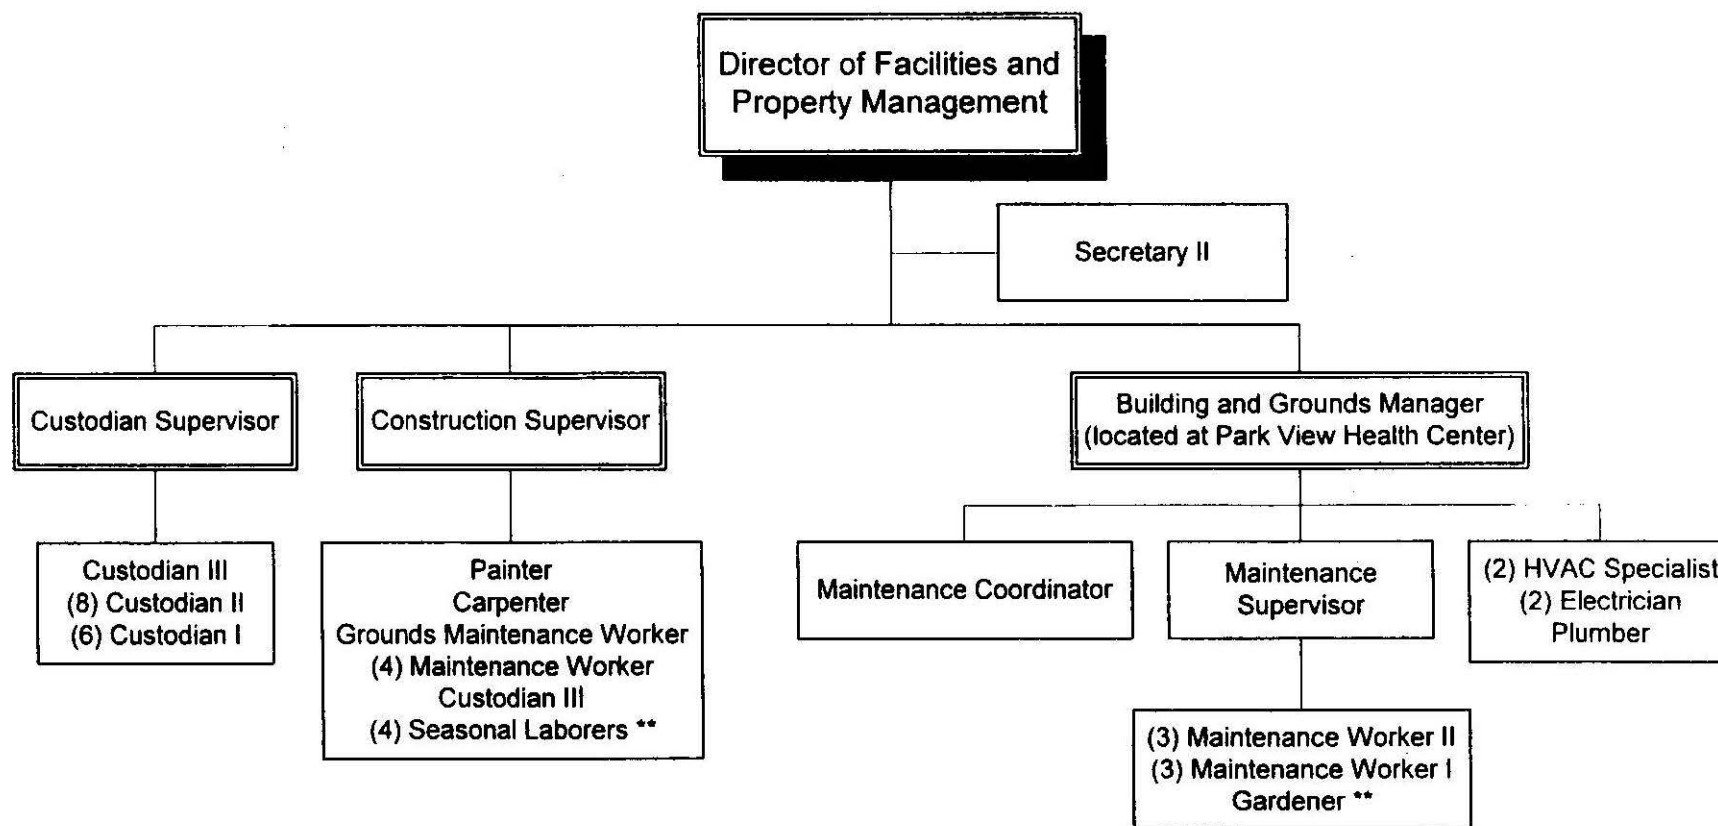 Director of Facilities and
Property Management
Secretary II
Custodian Supervisor
Construction Supervisor
Building and Grounds Manager
(located at Park View Health Center)
Custodian III
(8) Custodian II
(6) Custodian I
Painter
Carpenter
Grounds Maintenance Worker
(4) Maintenance Worker
Custodian III
(4) Seasonal Laborers **
Maintenance Coordinator
Maintenance
Supervisor
(2) HVAC Specialist
(2) Electrician
Plumber
(3) Maintenance Worker II
(3) Maintenance Worker I
Gardener **